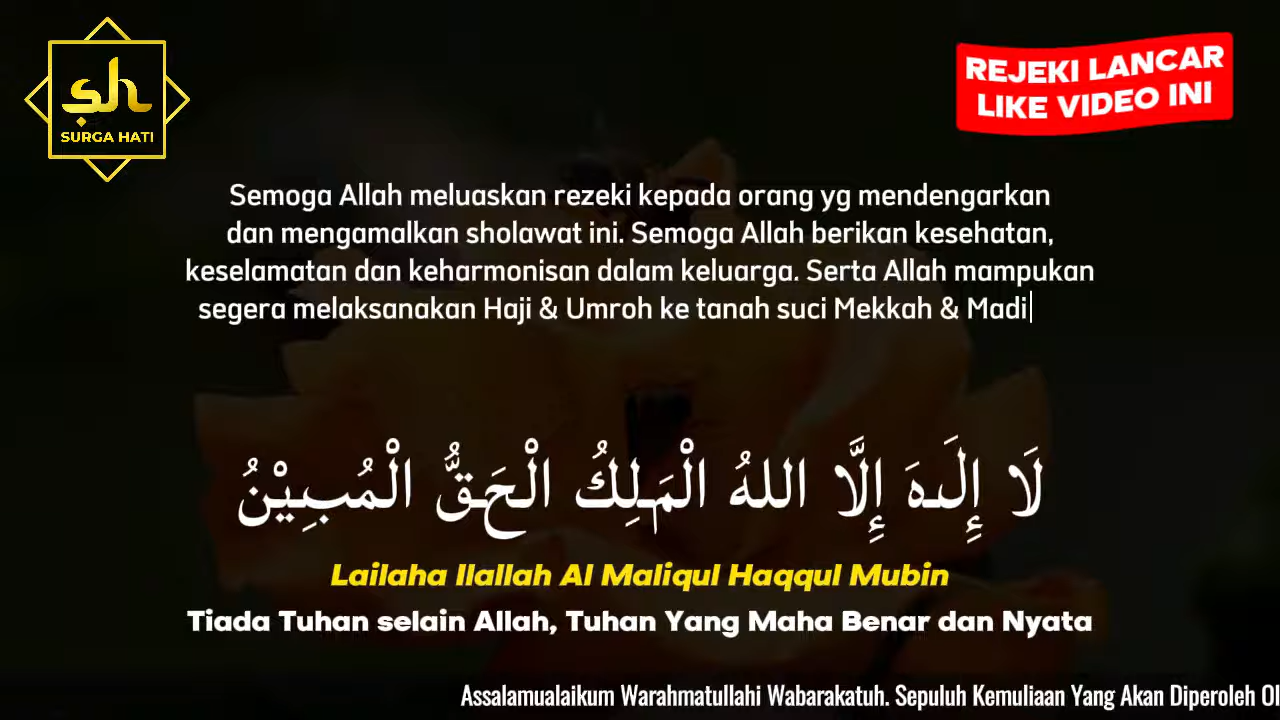 sh
SURGA HATI
REJEKI LANCAR
LIKE VIDEO INI
Semoga Allah meluaskan rezeki kepada orang yg mendengarkan
dan mengamalkan sholawat ini. Semoga Allah berikan kesehatan,
keselamatan dan keharmonisan dalam keluarga. Serta Allah mampukan
segera melaksanakan Haji & Umroh ke tanah suci Mekkah & Madi
لَا إِلَهَ إِلَّا اللهُ الْمَلِكُ الْحَقُّ الْمُبِيْنُ
Lailaha Ilallah Al Maliqul Haqqul Mubin
Tiada Tuhan selain Allah, Tuhan Yang Maha Benar dan Nyata
Assalamualaikum Warahmatullahi Wabarakatuh. Sepuluh Kemuliaan Yang Akan Diperoleh Ol